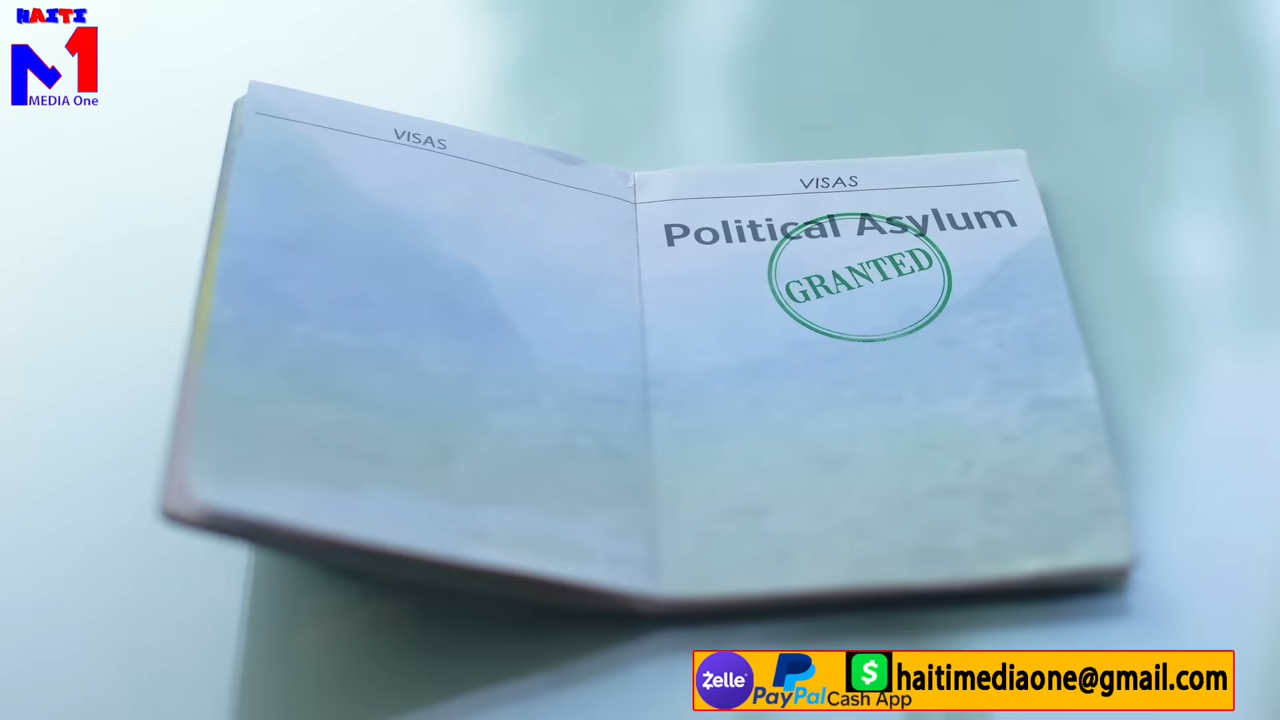 HAITI
M1
MEDIA One
VISAS
VISAS
Political Asylum
GRANTED
Zelle
PayPal
$
Cash App
haitimediaone@gmail.com